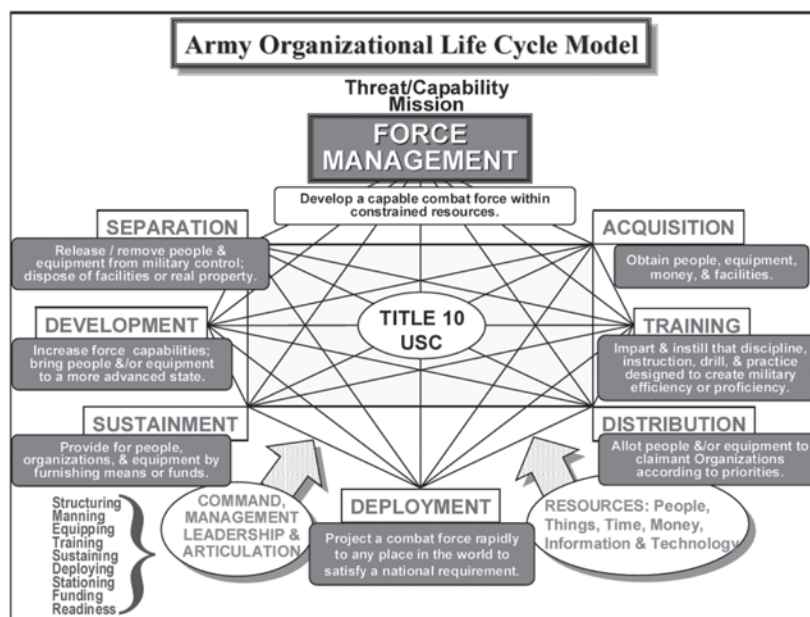 Army Organizational Life Cycle Model
Threat/Capability
Mission
FORCE
MANAGEMENT
Develop a capable combat force within
constrained resources.
SEPARATION
Release / remove people &
equipment from military control;
dispose of facilities or real property.
ACQUISITION
Obtain people, equipment,
money, & facilities.
TITLE 10
USC
DEVELOPMENT
Increase force capabilities;
bring people &/or equipment
to a more advanced state.
TRAINING
Impart & instill that discipline,
instruction, drill, & practice
designed to create military
efficiency or proficiency.
SUSTAINMENT
Provide for people,
organizations, & equipment by
furnishing means or funds.
DISTRIBUTION
Allot people &/or equipment to
claimant Organizations
according to priorities.
Structuring
Manning
Equipping
Training
Sustaining
Deploying
Stationing
Funding
Readiness
COMMAND,
MANAGEMENT
LEADERSHIP &
ARTICULATION
DEPLOYMENT
Project a combat force rapidly
to any place in the world to
satisfy a national requirement.
RESOURCES: People,
Things, Time, Money,
Information & Technology